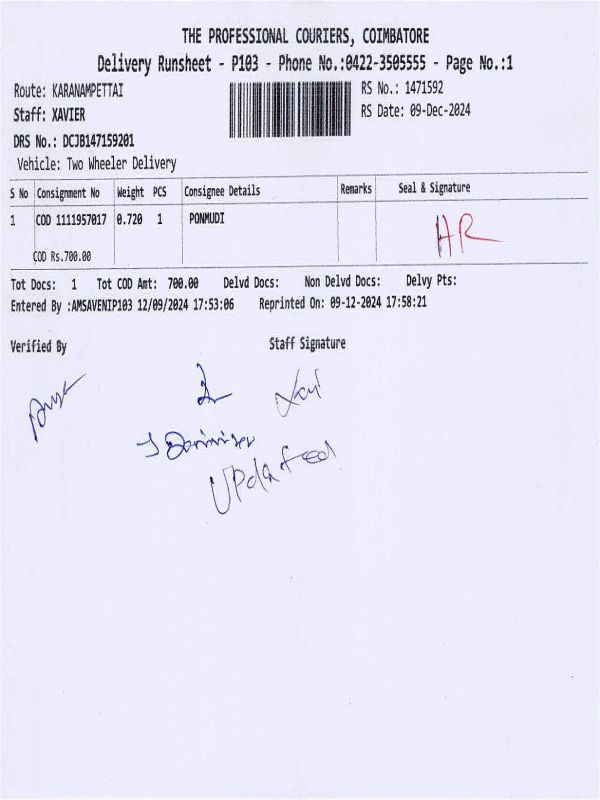 THE PROFESSIONAL COURIERS, COIMBATORE
Delivery Runsheet - P103 - Phone No.:0422-3505555 - Page No.:1
Route: KARANAMPETTAI RS No.: 1471592
Staff: XAVIER RS Date: 09-Dec-2024
DRS No.: DCJB147159201
Vehicle: Two Wheeler Delivery
S No Consignment No Weight PCS Consignee Details Remarks Seal & Signature
1 COD 1111957017 0.720 1 PONMUDI HR
COD Rs.700.00
Tot Docs: 1 Tot COD Amt: 700.00 Delvd Docs: Non Delvd Docs: Delvy Pts:
Entered By :AMSAVENIP103 12/09/2024 17:53:06 Reprinted On: 09-12-2024 17:58:21
Verified By Staff Signature
Updated